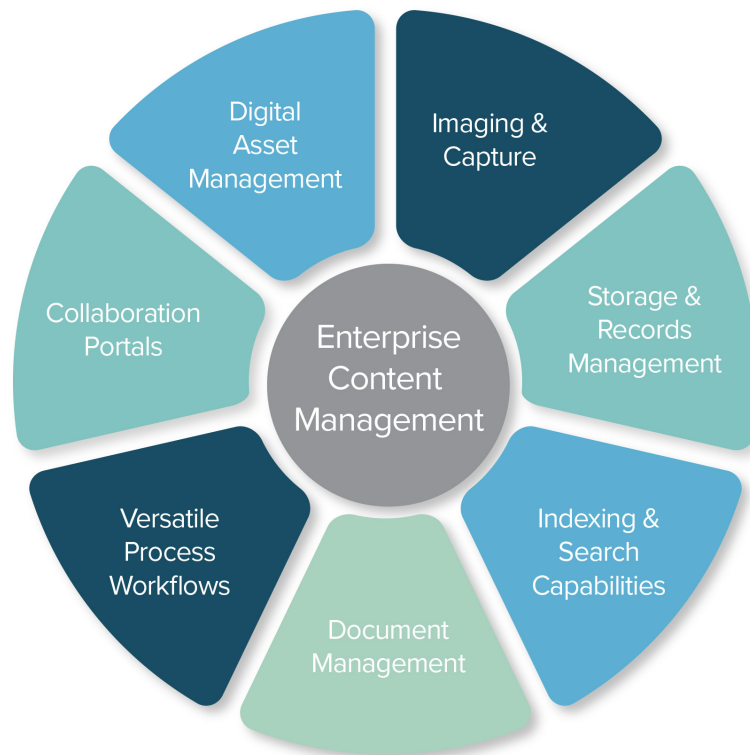 Digital
Asset
Management
Imaging &
Capture
Storage &
Records
Management
Indexing &
Search
Capabilities
Document
Management
Versatile
Process
Workflows
Collaboration
Portals
Enterprise
Content
Management